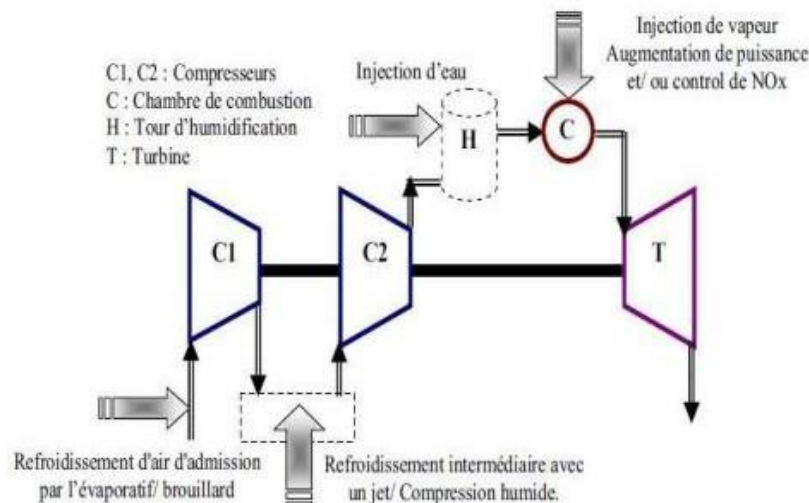 Injection de vapeur
Augmentation de puissance
et/ ou control de NOx
Injection d'eau
C1, C2 : Compresseurs
C : Chambre de combustion
H : Tour d'humidification
T : Turbine
H
C
C1
C2
T
Refroidissement d'air d'admission
par l'évaporatif/ brouillard
Refroidissement intermédiaire avec
un jet/ Compression humide.